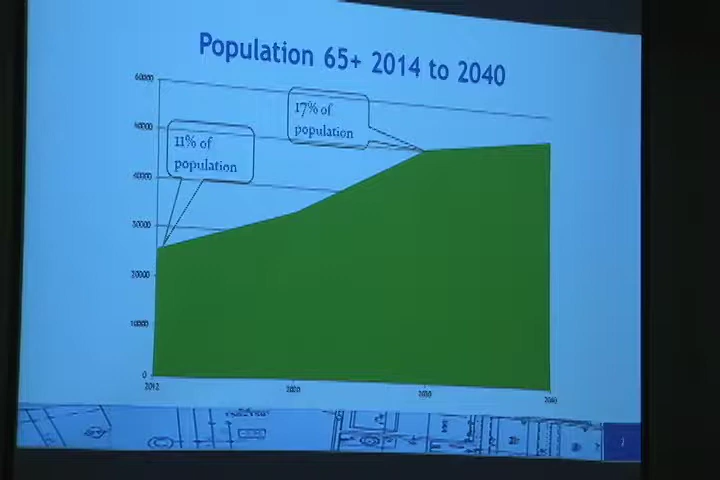 Population 65+ 2014 to 2040
60000
17% of
population
11% of
population
40000
30000
20000
10000
0
2012
2020
2030
2040